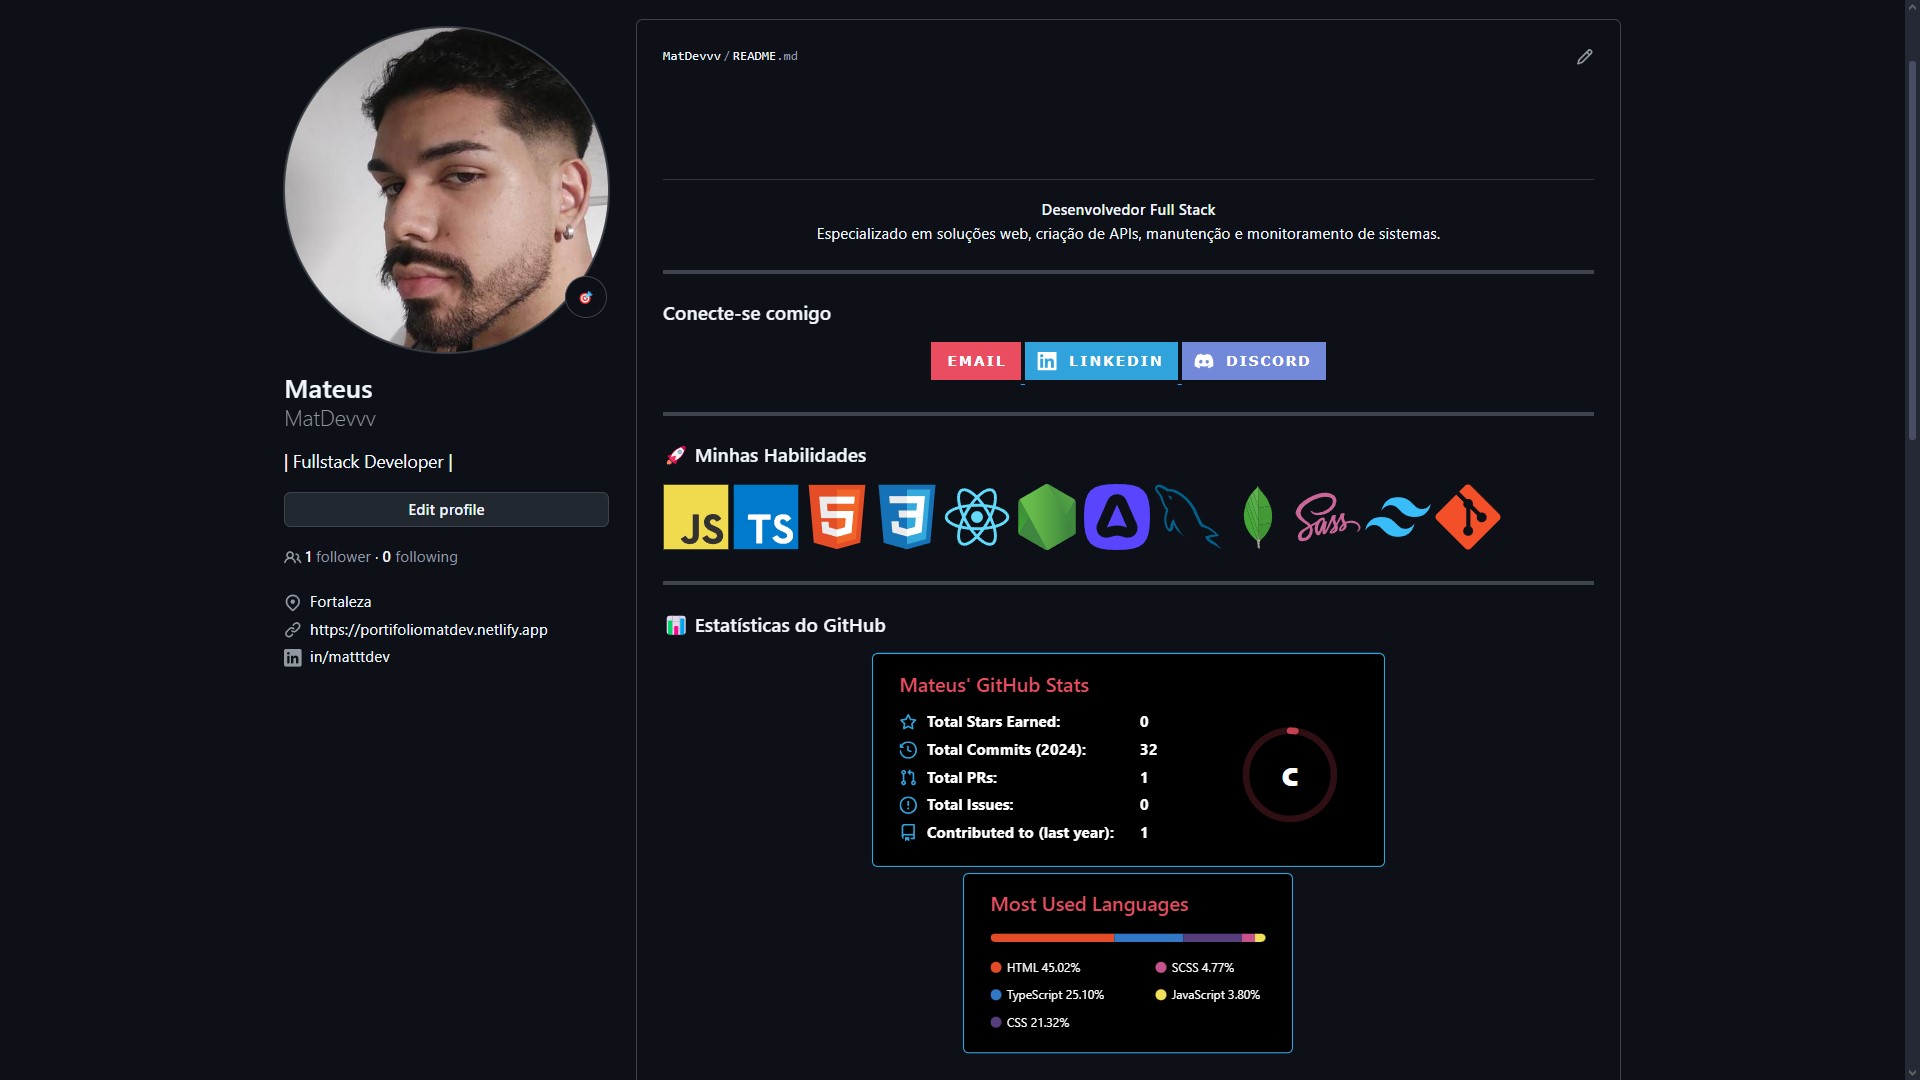 MatDevvv / README.md
Desenvolvedor Full Stack
Especializado em soluções web, criação de APIs, manutenção e monitoramento de sistemas.
Conecte-se comigo
EMAIL
LINKEDIN
DISCORD
Mateus
MatDevvv
| Fullstack Developer |
Edit profile
1 follower · 0 following
Fortaleza
https://portifoliomatdev.netlify.app
in/matttdev
🚀 Minhas Habilidades
JS TS 5 3 Sass
📊 Estatísticas do GitHub
Mateus' GitHub Stats
Total Stars Earned: 0
Total Commits (2024): 32
Total PRs: 1
Total Issues: 0
Contributed to (last year): 1
C
Most Used Languages
HTML 45.02%
SCSS 4.77%
TypeScript 25.10%
JavaScript 3.80%
CSS 21.32%